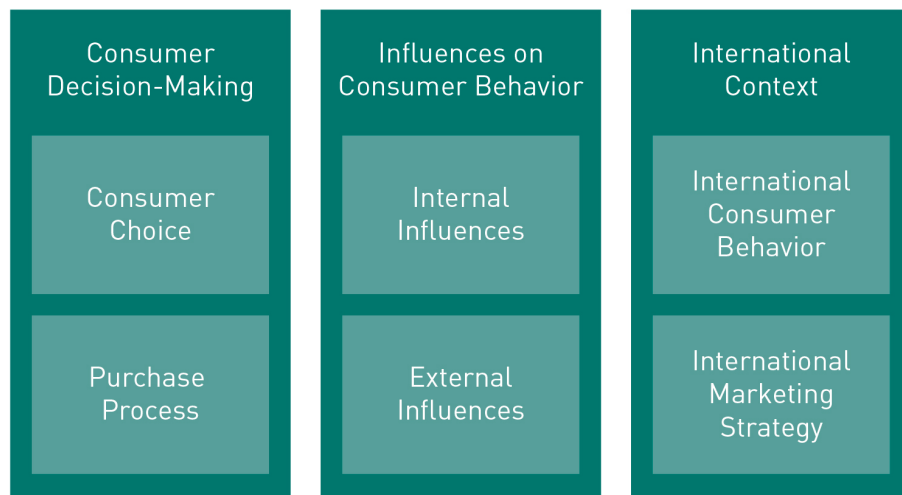 Consumer
Decision-Making
Consumer
Choice
Purchase
Process
Influences on
Consumer Behavior
Internal
Influences
External
Influences
International
Context
International
Consumer
Behavior
International
Marketing
Strategy